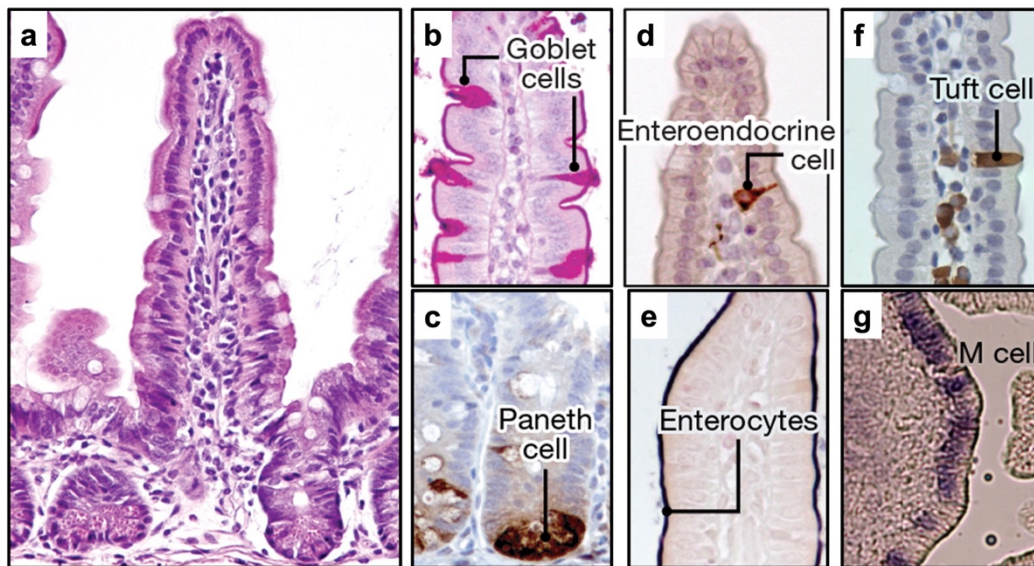 a
b
Goblet
cells
d
Enteroendocrine
cell
f
Tuft cell
c
Paneth
cell
e
Enterocytes
g
M cell